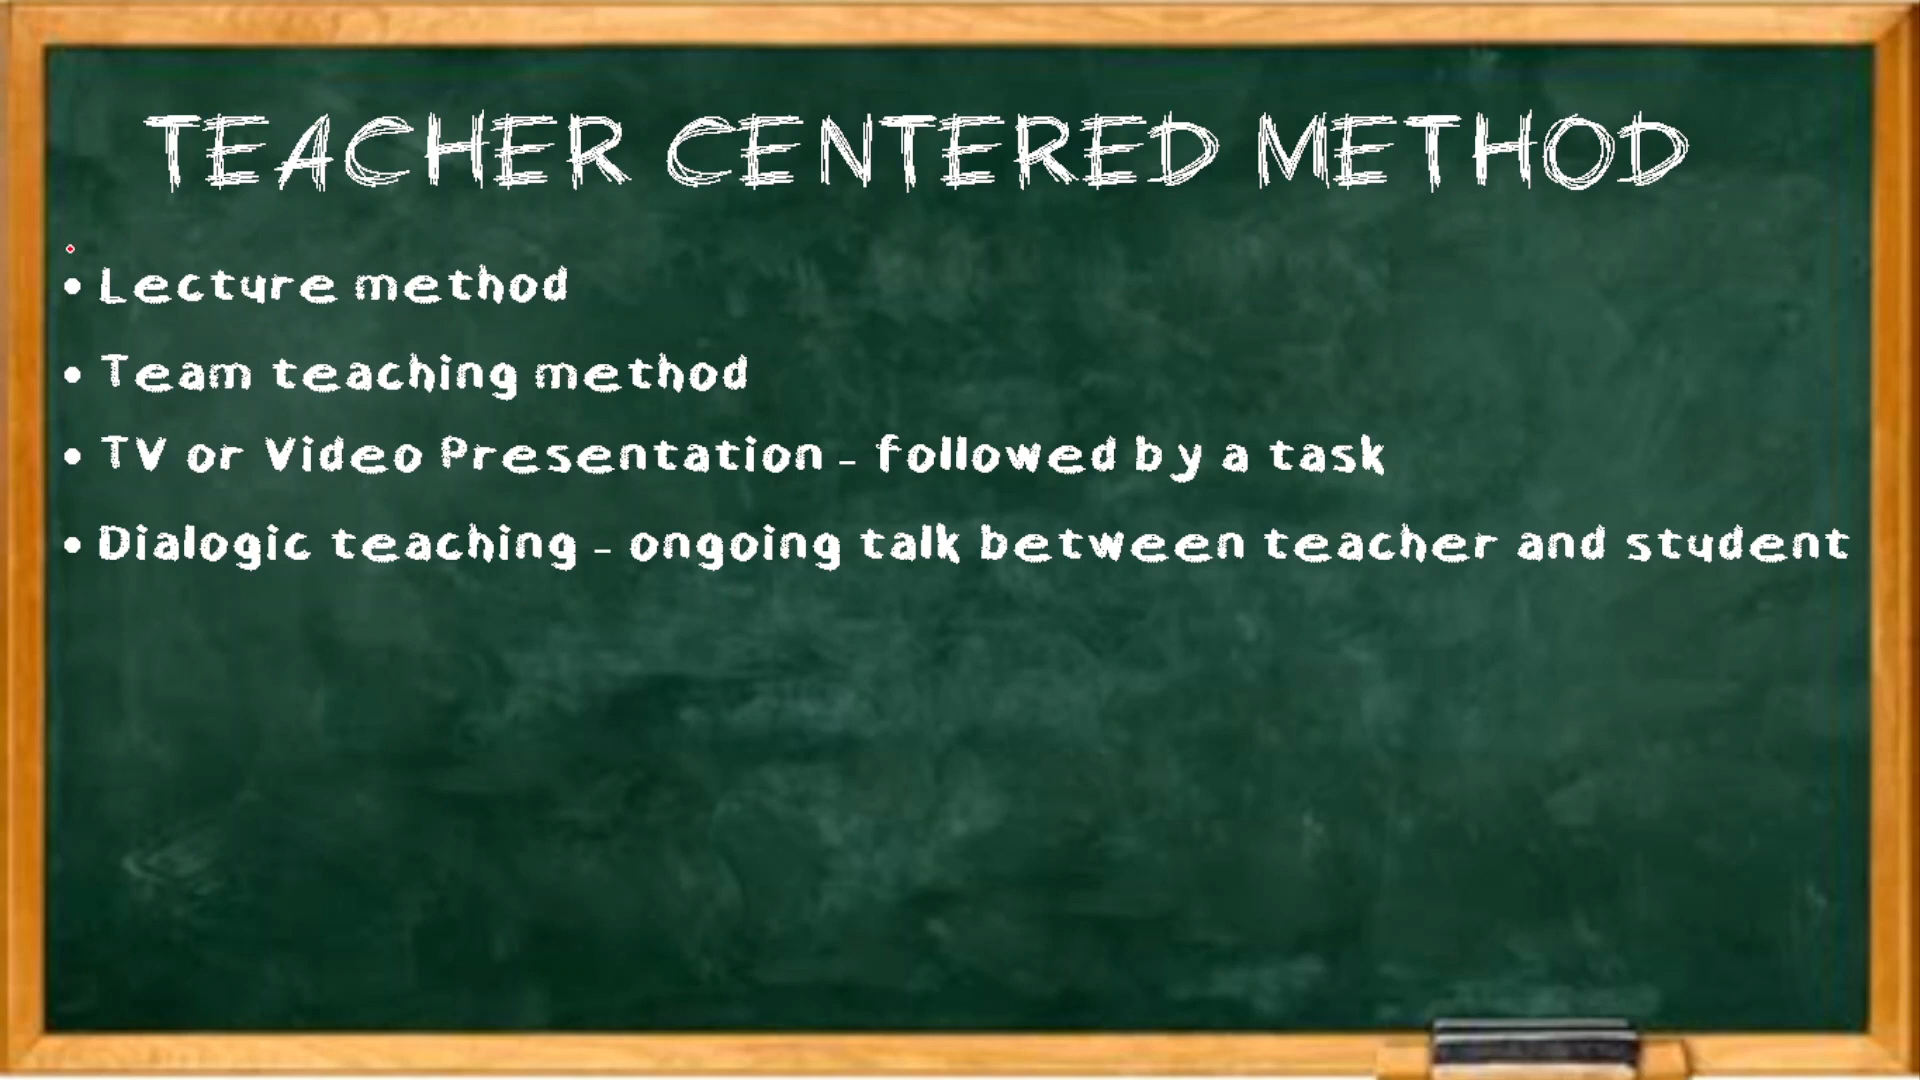 TEACHER CENTERED METHOD
• Lecture method
• Team teaching method
• TV or Video Presentation - followed by a task
• Dialogic teaching - ongoing talk between teacher and student